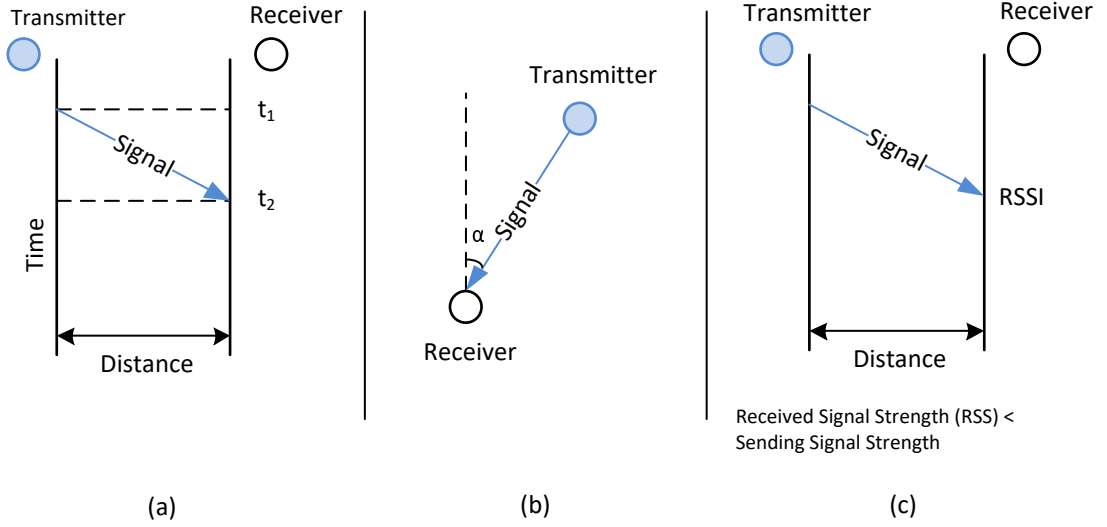 Transmitter
Receiver
t1
Signal
t2
Time
Distance
(a)
Transmitter
Signal
α
Receiver
(b)
Transmitter
Receiver
Signal
RSSI
Distance
Received Signal Strength (RSS) <
Sending Signal Strength
(c)